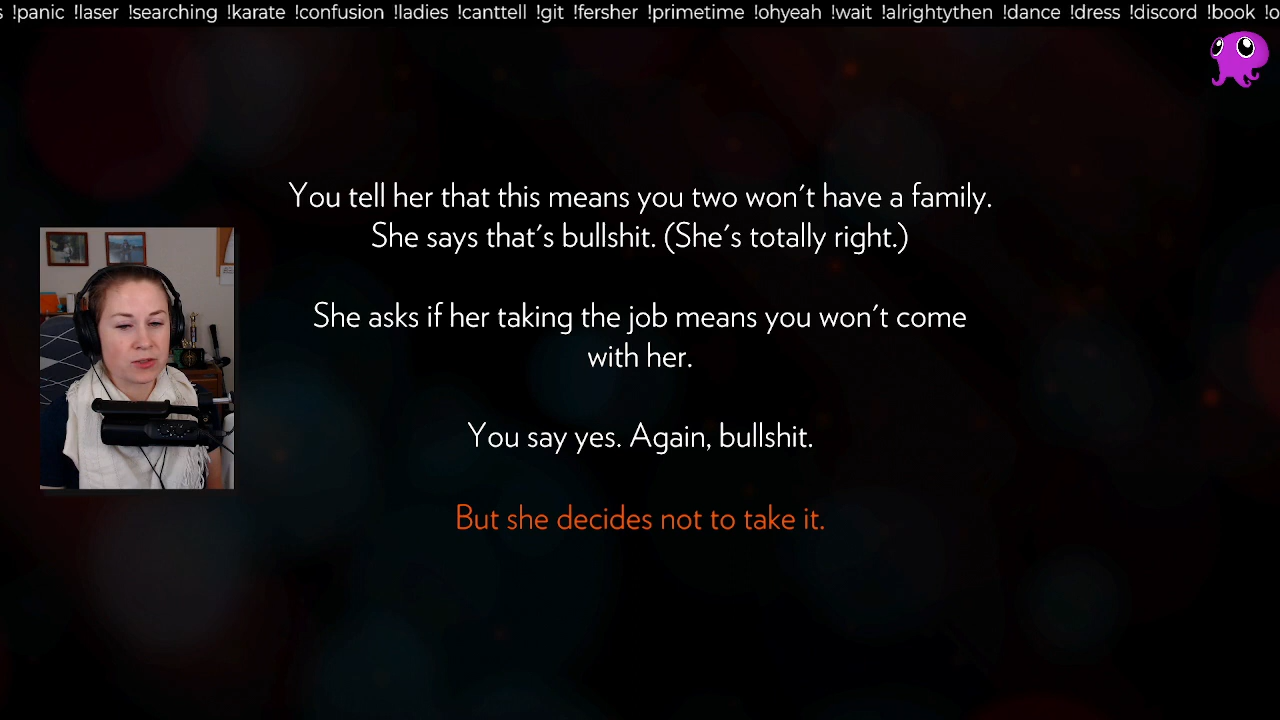 !panic !laser !searching !karate !confusion !ladies !canttell !git !fersher !primetime !ohyeah !wait !alrightythen !dance !dress !discord !book
You tell her that this means you two won't have a family.
She says that's bullshit. (She's totally right.)
She asks if her taking the job means you won't come
with her.
You say yes. Again, bullshit.
But she decides not to take it.